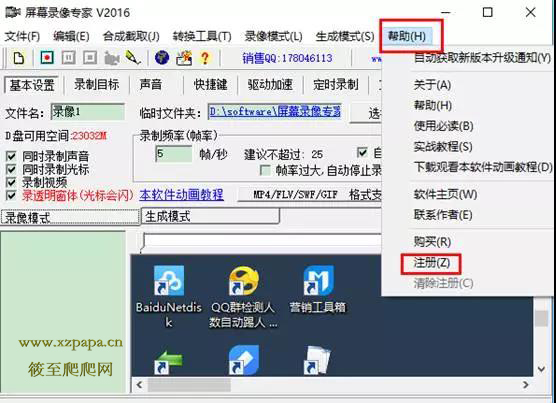 屏幕录像专家 V2016
文件(F) 编辑(E) 合成截取(J) 转换工具(T) 录像模式(L) 生成模式(S) 帮助(H)
销售QQ:178046113
自动获取新版本升级通知(Y)
关于(A)
帮助(H)
使用必读(B)
实战教程(S)
下载观看本软件动画教程(D)
软件主页(W)
联系作者(E)
购买(R)
注册(Z)
清除注册(C)
基本设置 录制目标 声音 快捷键 驱动加速 定时录制
文件名: 录像1 临时文件夹: D:\software\屏幕录像专家
D盘可用空间:23032M
录制频率(帧率)
5 帧/秒 建议不超过: 25
帧率过大,自动停止录
同时录制声音
同时录制光标
录制视频
录透明窗体(光标会闪) 本软件动画教程 MP4/FLV/SWF/GIF 格式支
录像模式 生成模式
BaiduNetdisk
QQ群检测人数自动踢人...
营销工具箱
www.xzpapa.cn
筱至爬爬网